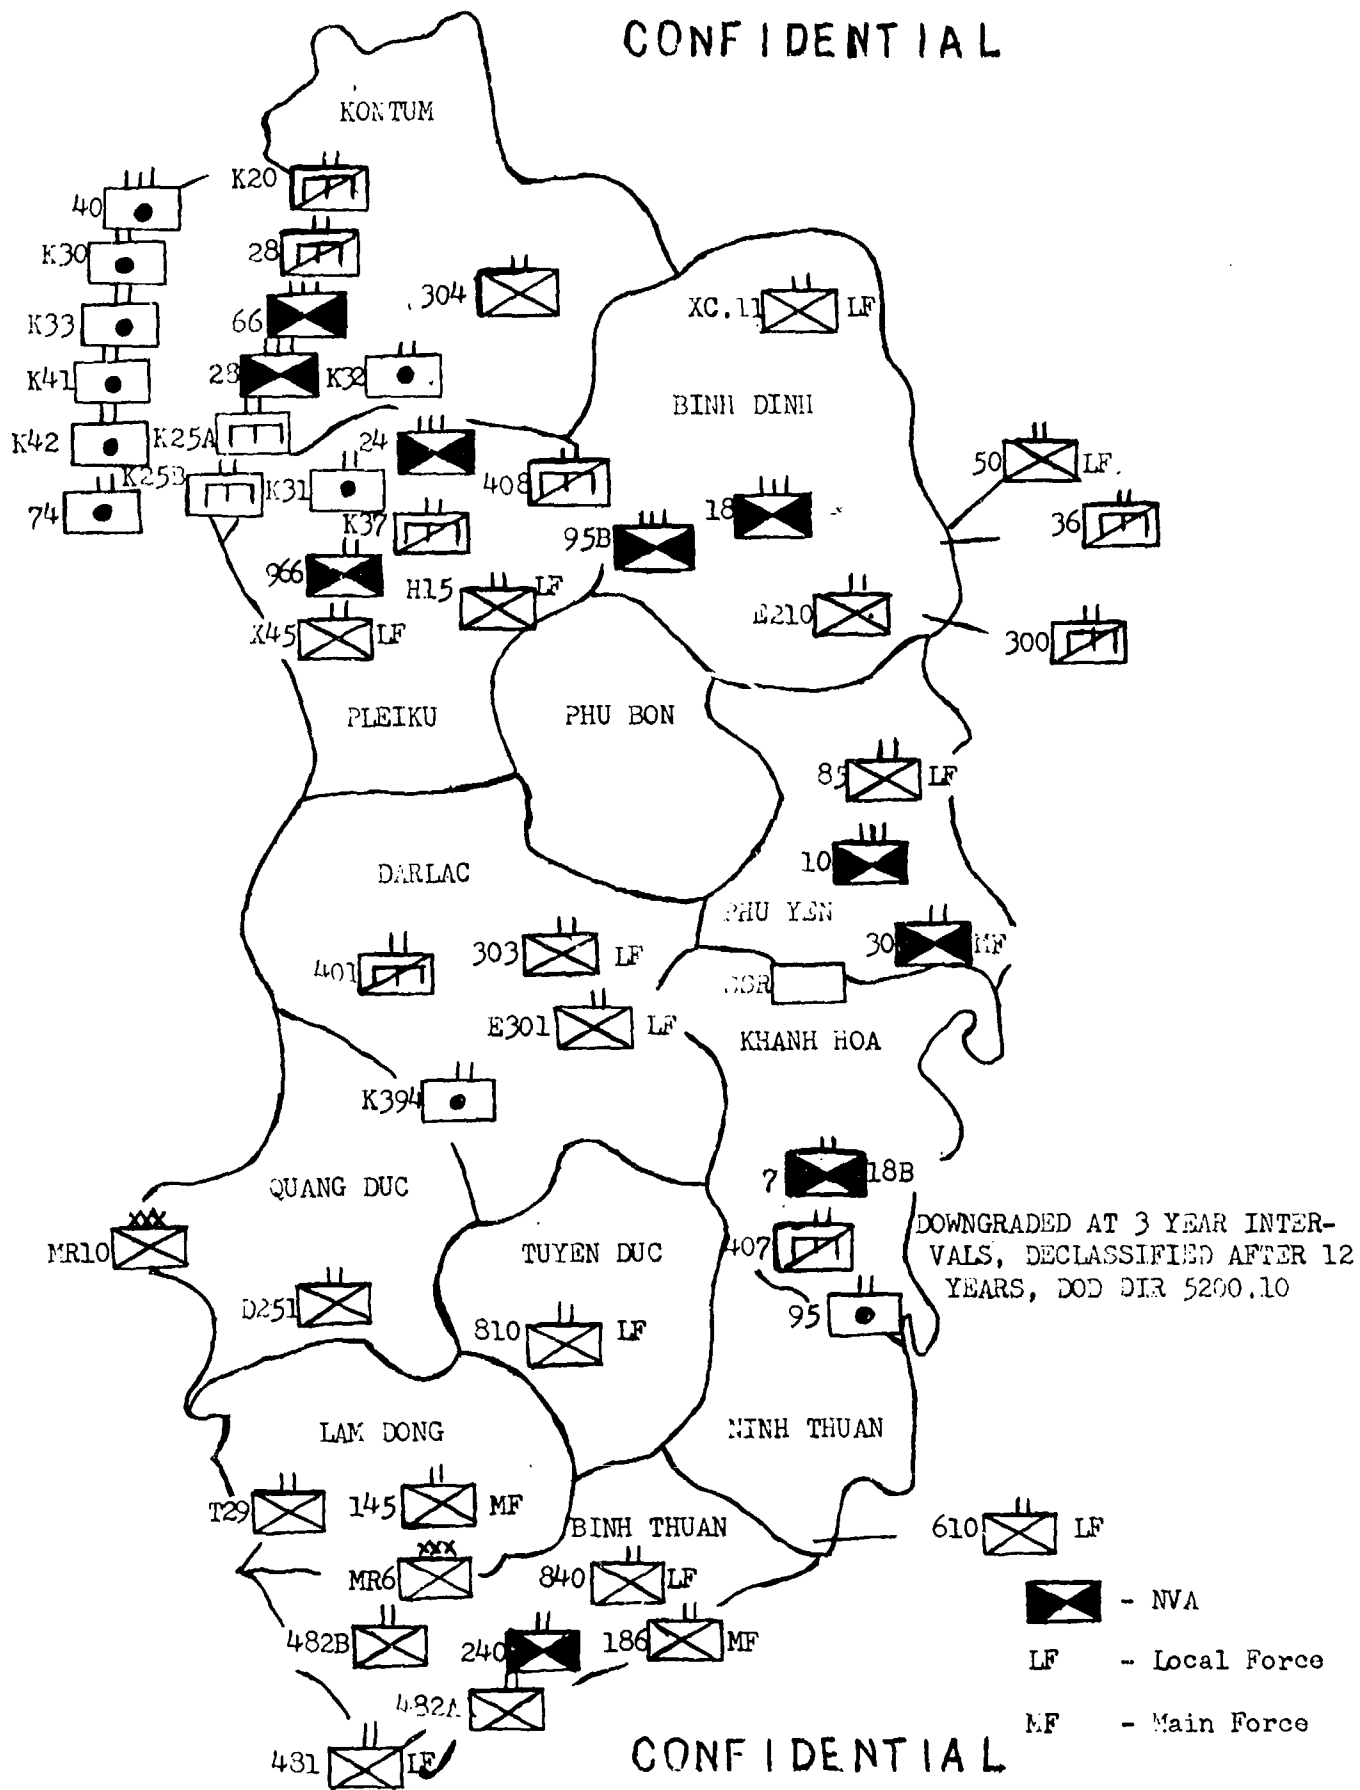 CONFIDENTIAL
KONTUM
K20
40
K30
28
304
XC.11 LF
K33
66
K41
28
K32
BINH DINH
K42
K25A
24
50 LF.
K25B
K31
408
74
18
36
K37
95B
966
H15 LF
E210
K45 LF
300
PLEIKU
PHU BON
85 LF
10
DARLAC
PHU YEN
303 LF
30 MF
401
E301 LF
KHANH HOA
K394
7 18B
QUANG DUC
MR10
TUYEN DUC
407
DOWNGRADED AT 3 YEAR INTER-
VALS, DECLASSIFIED AFTER 12
YEARS, DOD DIR 5200.10
D251
810 LF
95
LAM DONG
NINH THUAN
T29
145 MF
BINH THUAN
610 LF
MR6
840 LF
- NVA
482B
240
186 MF
LF - Local Force
482A
MF - Main Force
481 LF
CONFIDENTIAL